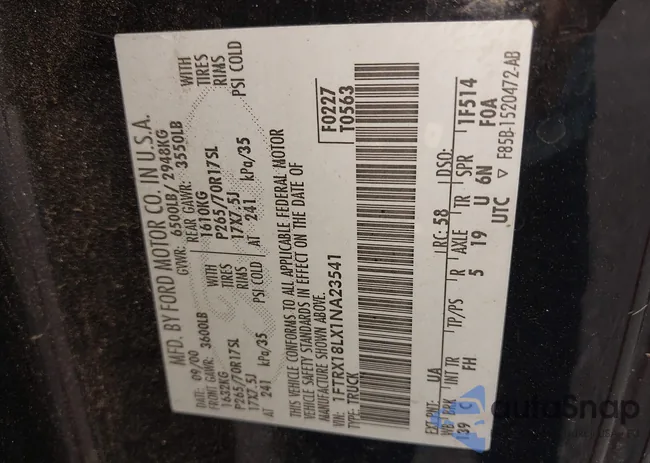 MFD. BY FORD MOTOR CO. IN U.S.A.
DATE: 09/00 GVWR: 6500LB/ 2948KG
FRONT GAWR: 3600LB REAR GAWR: 3550LB
1632KG WITH 1610KG WITH
P265/70R17SL TIRES P265/70R17SL TIRES
17X7.5J RIMS 17X7.5J RIMS
AT 241 kPa/35 PSI COLD AT 241 kPa/35 PSI COLD
THIS VEHICLE CONFORMS TO ALL APPLICABLE FEDERAL MOTOR
VEHICLE SAFETY STANDARDS IN EFFECT ON THE DATE OF
MANUFACTURE SHOWN ABOVE.
VIN: 1FTRX18LX1NA23541
TYPE: TRUCK
F0227
T0563
EXT PNT: UA RC: 58 DSO:
WB BRK INT TR TP/PS R AXLE TR SPR 1F514
139 C FH 5 19 U 6N F0A
UTC ▽ F85B-1520472-AB
autoSnap